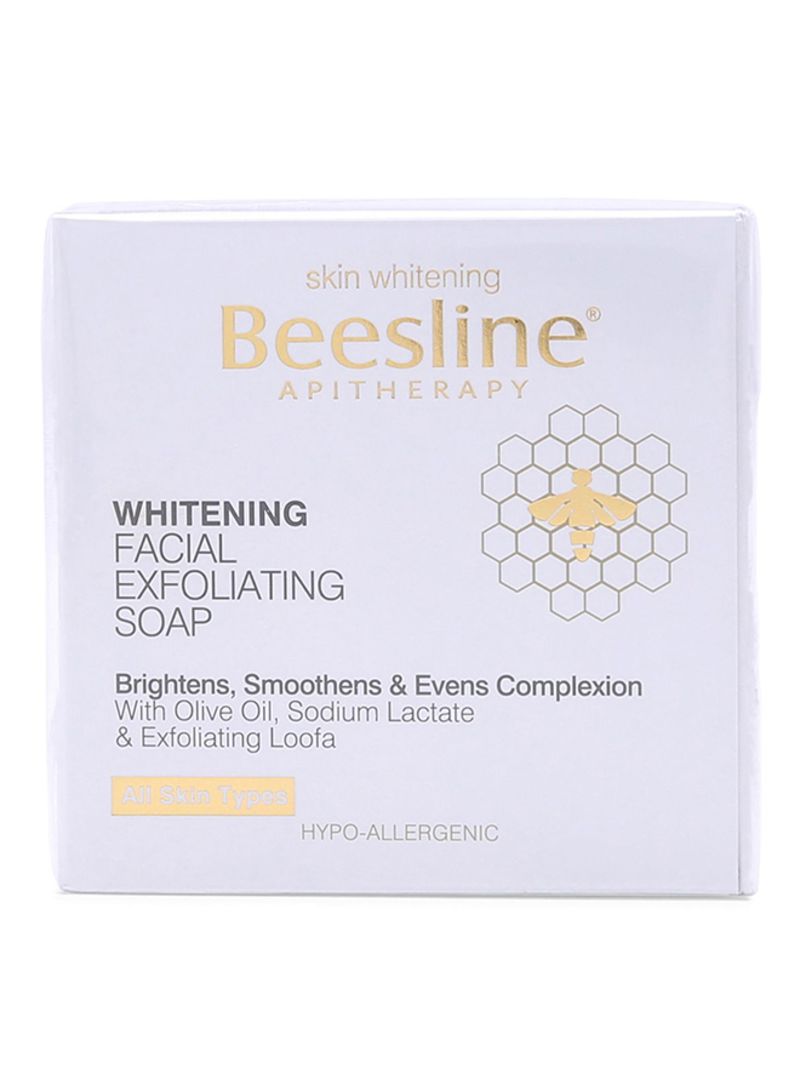 skin whitening
Beesline®
APITHERAPY
WHITENING
FACIAL
EXFOLIATING
SOAP
Brightens, Smoothens & Evens Complexion
With Olive Oil, Sodium Lactate
& Exfoliating Loofa
All Skin Types
HYPO-ALLERGENIC